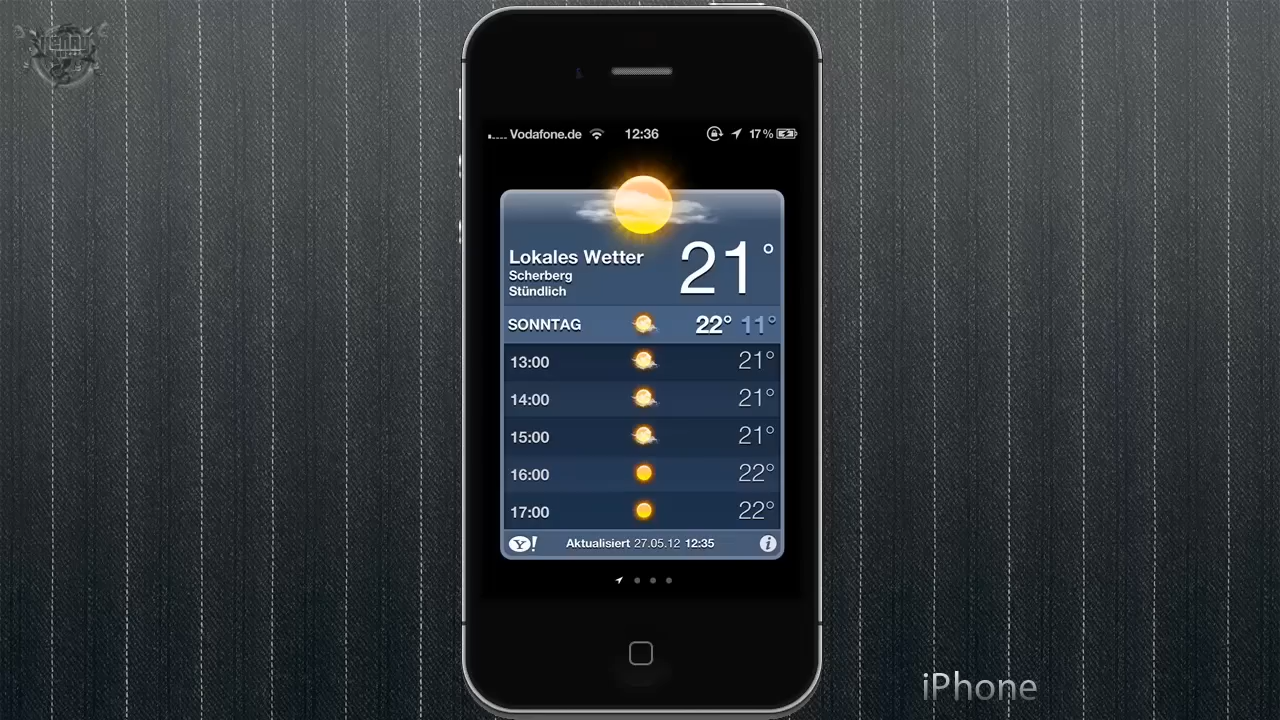 Vodafone.de 12:36 17%
Lokales Wetter 21°
Scherberg
Stündlich
SONNTAG 22° 11°
13:00 21°
14:00 21°
15:00 21°
16:00 22°
17:00 22°
Y! Aktualisiert 27.05.12 12:35 i
iPhone